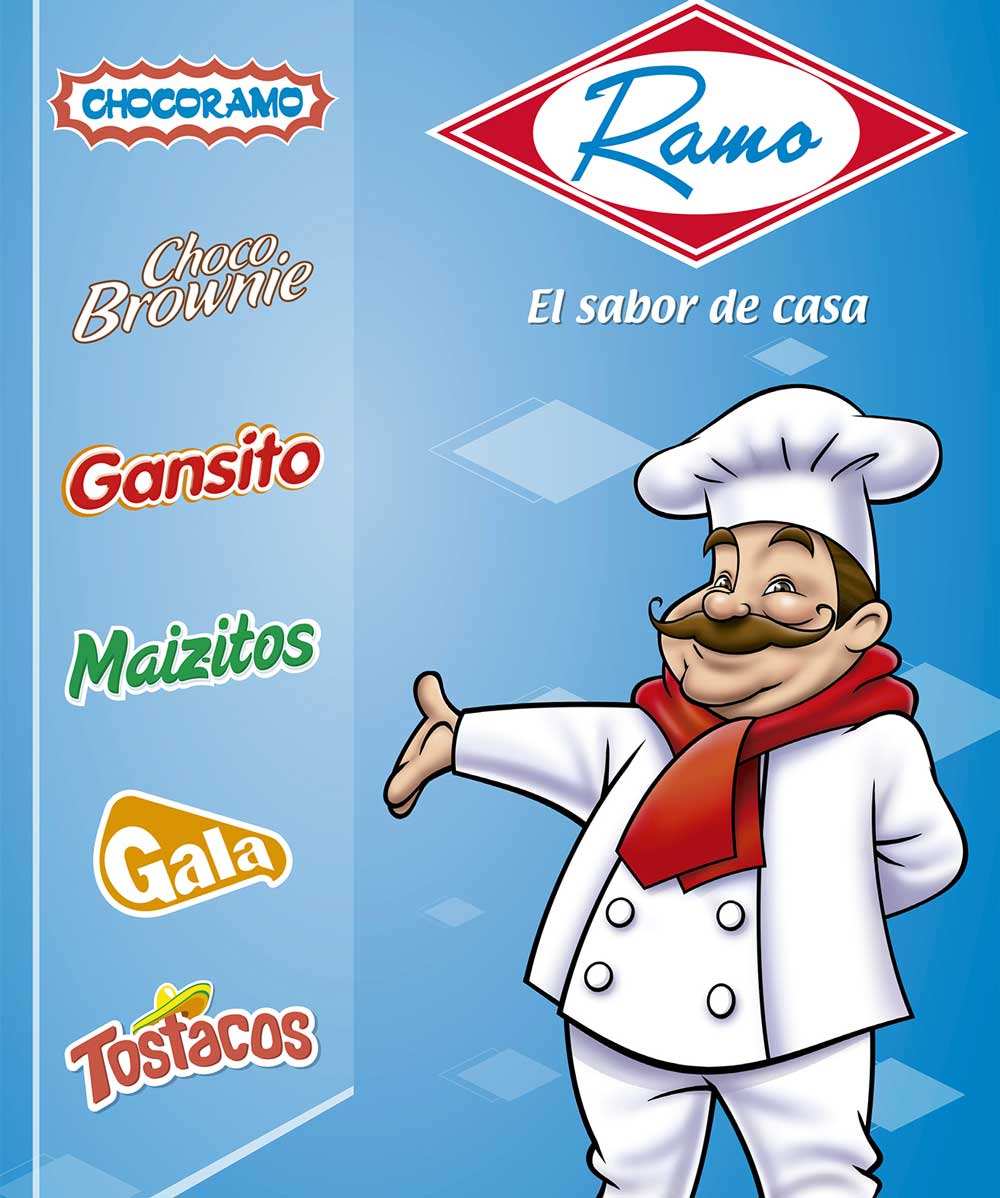 CHOCORAMO
Choco
Brownie
Gansito
Maizitos
Gala
Tostacos
Ramo
El sabor de casa